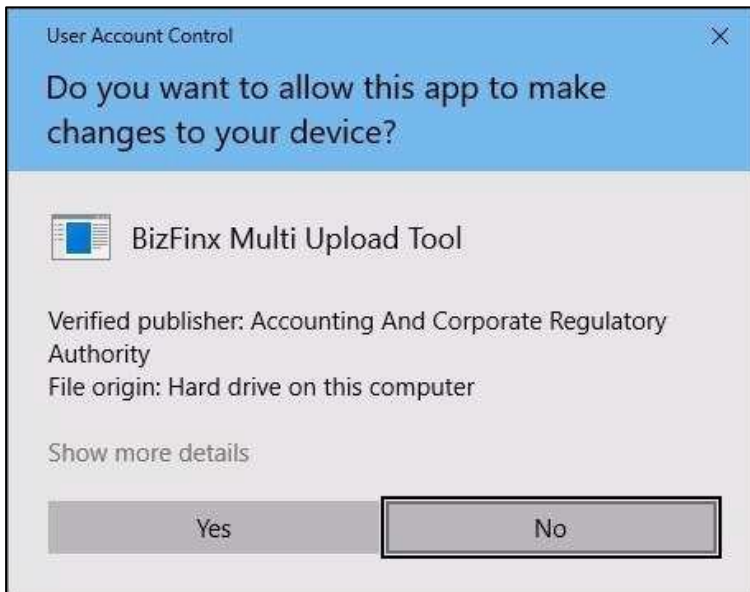 User Account Control
Do you want to allow this app to make
changes to your device?
BizFinx Multi Upload Tool
Verified publisher: Accounting And Corporate Regulatory
Authority
File origin: Hard drive on this computer
Show more details
Yes
No